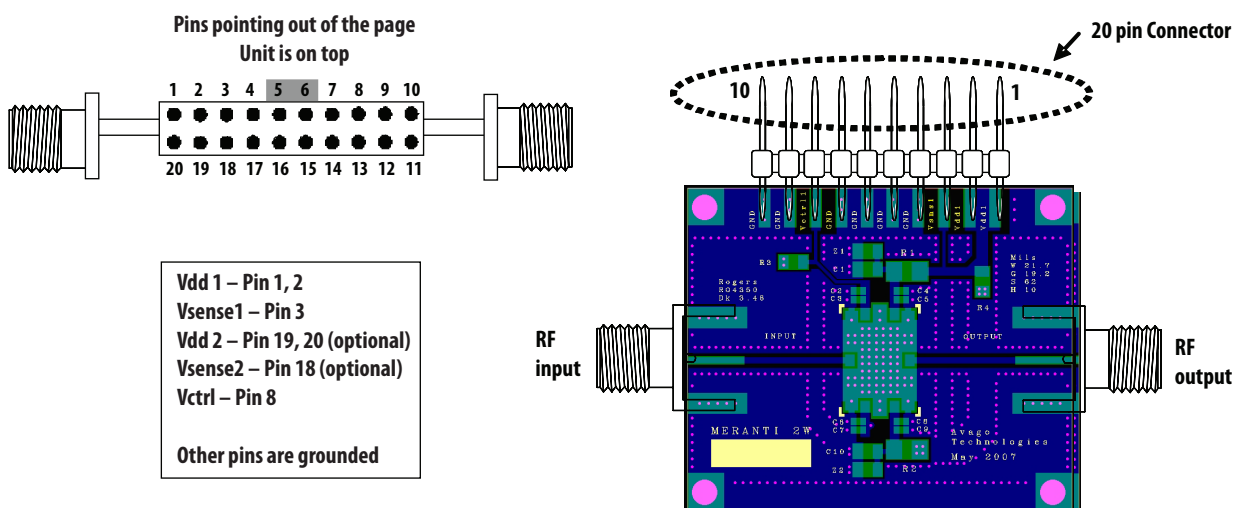 Pins pointing out of the page
Unit is on top
1 2 3 4 5 6 7 8 9 10
20 19 18 17 16 15 14 13 12 11
Vdd 1 – Pin 1, 2
Vsense1 – Pin 3
Vdd 2 – Pin 19, 20 (optional)
Vsense2 – Pin 18 (optional)
Vctrl – Pin 8
Other pins are grounded
20 pin Connector
10
1
GND GND Vctrl1 GND GND GND GND Vsns1 Vdd1 Vdd1
R3
Z1
C1
R1
C2
C3
C4
C5
R4
Rogers
RO4350
Dk 3.48
Mils
W 21.7
G 19.2
S 62
H 10
INPUT
OUTPUT
RF
input
RF
output
C6
C7
C8
C9
MERANTI 2W
C10
Z2
R2
Avago
Technologies
May 2007